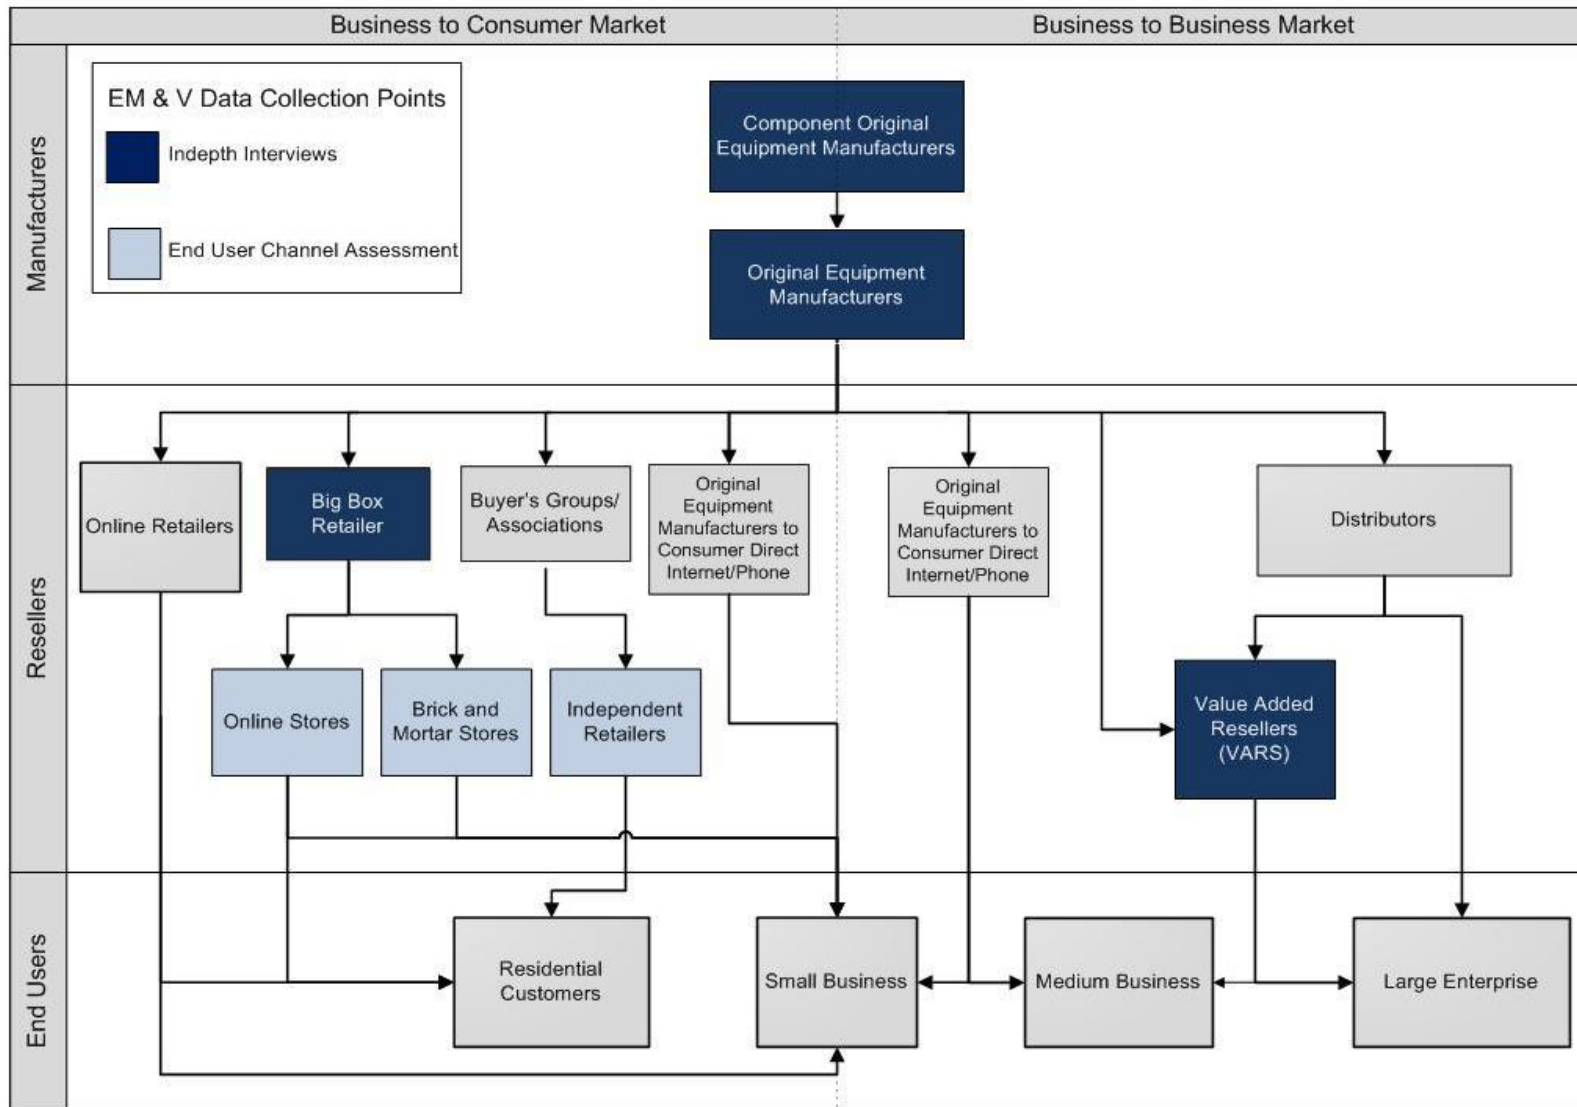 Business to Consumer Market
Business to Business Market
Manufacturers
EM & V Data Collection Points
Indepth Interviews
End User Channel Assessment
Component Original
Equipment Manufacturers
Original Equipment
Manufacturers
Resellers
Online Retailers
Big Box
Retailer
Buyer's Groups/
Associations
Original
Equipment
Manufacturers to
Consumer Direct
Internet/Phone
Original
Equipment
Manufacturers to
Consumer Direct
Internet/Phone
Distributors
Online Stores
Brick and
Mortar Stores
Independent
Retailers
Value Added
Resellers
(VARS)
End Users
Residential
Customers
Small Business
Medium Business
Large Enterprise